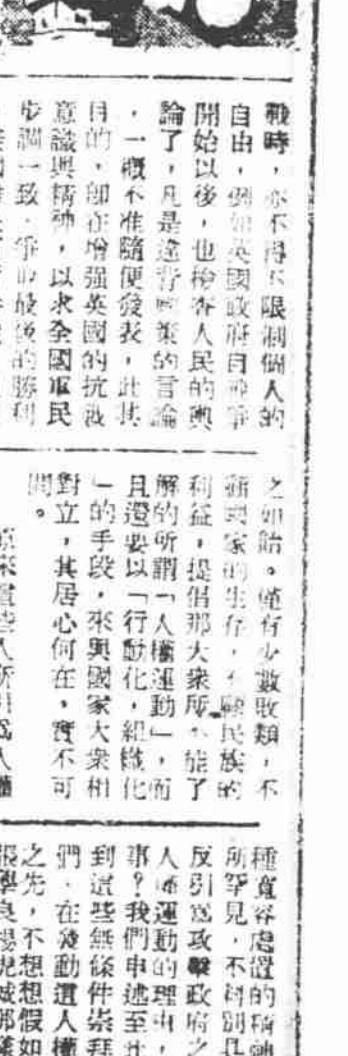 戰時，亦不得不限制個人的
自由，例如英國政府自戰爭
開始以後，也檢查人民的輿
論了，凡是違背國策的言論
，一概不准隨便發表，此其
目的，卽在增强英國的抗戰
意識與精神，以求全國軍民
步調一致，爭取最後的勝利
之如飴。僅有少數敗類，不
顧國家的生存，不願民族的
利益，提倡那大衆所不能了
解的所謂「人權運動」，而
且還要以「行動化，組織化
」的手段，來與國家大衆相
對立，其居心何在，實不可
問。
種寬容處置的精神
所罕見，不料別具
反引爲攻擊政府之
人權運動的理由，
事？我們申述至此
到這些無條件崇拜
們，在發動這人權
之先，不想想假如